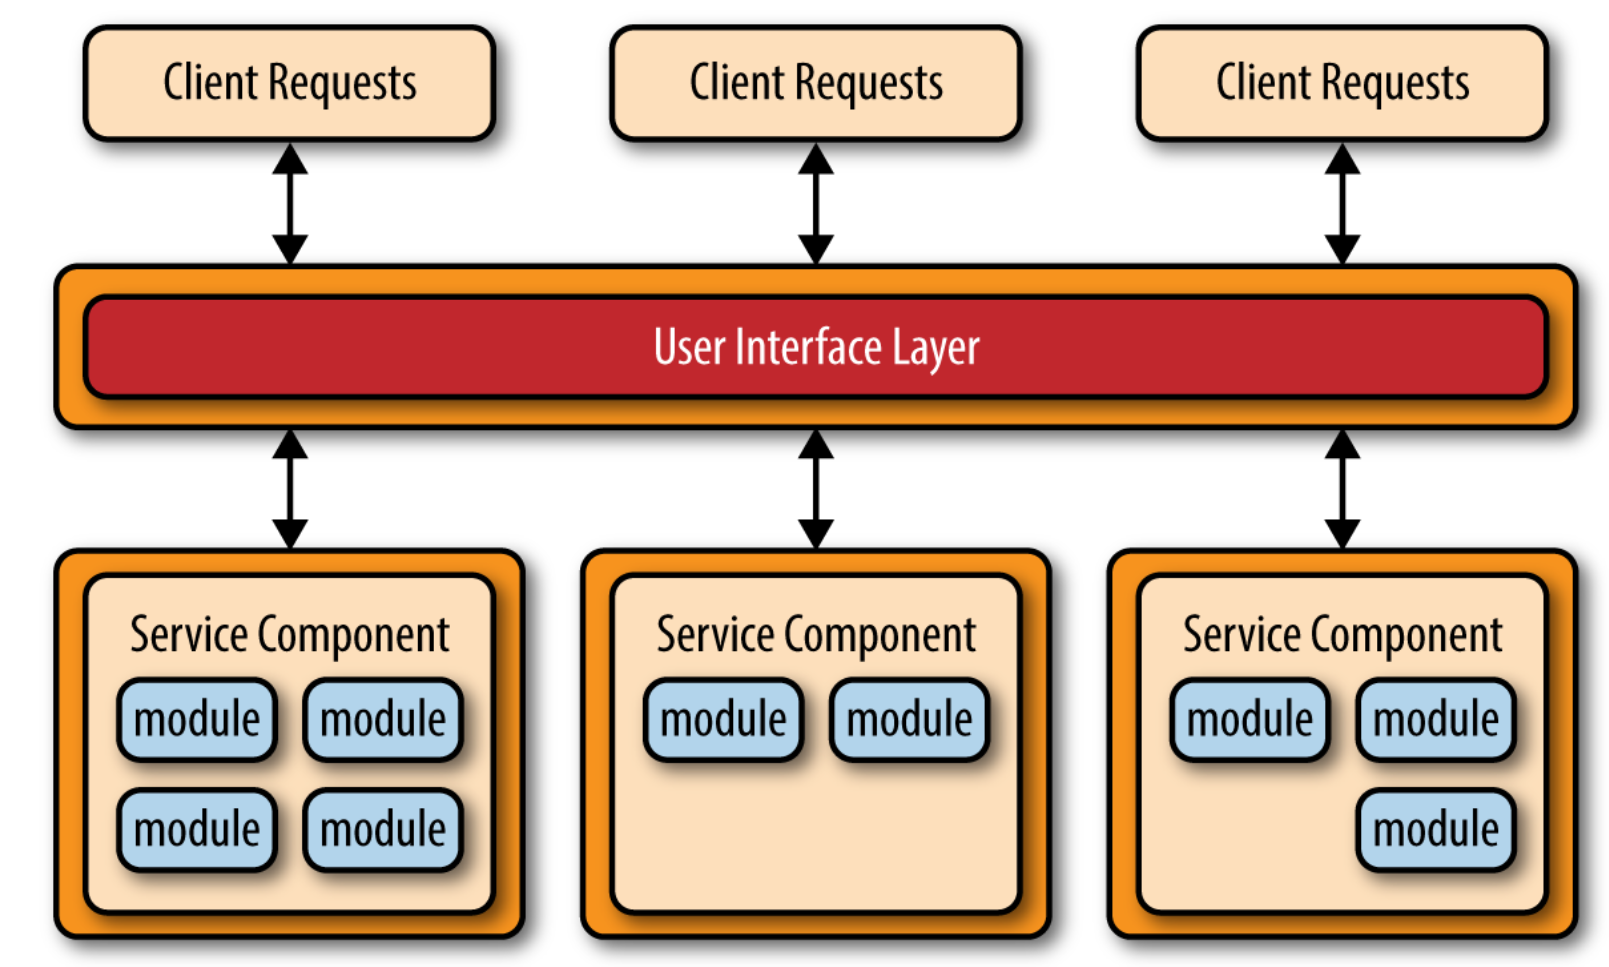 Client Requests
Client Requests
Client Requests
User Interface Layer
Service Component
module module
module module
Service Component
module module
Service Component
module module
module